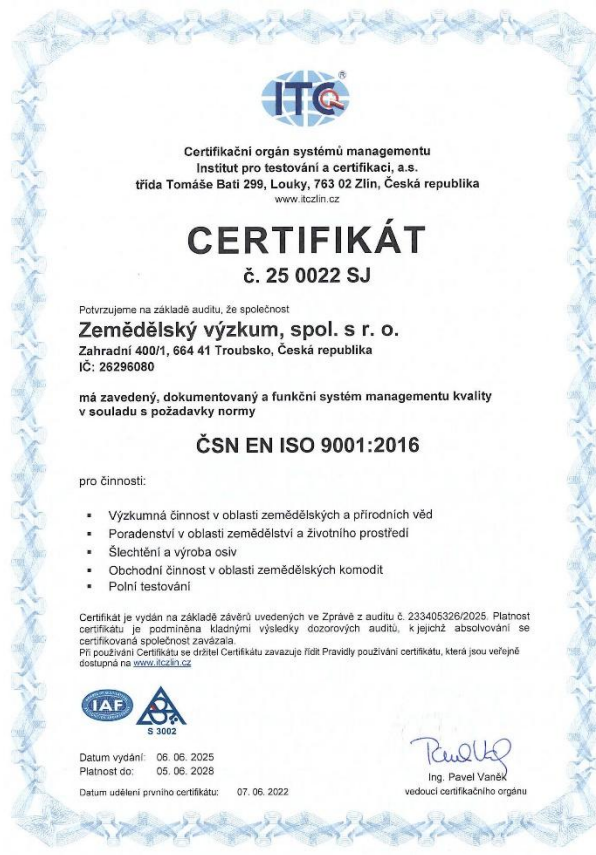 ITC
®
Certifikační orgán systémů managementu
Institut pro testování a certifikaci, a.s.
třída Tomáše Bati 299, Louky, 763 02 Zlín, Česká republika
www.itczlin.cz
CERTIFIKÁT
č. 25 0022 SJ
Potvrzujeme na základě auditu, že společnost
Zemědělský výzkum, spol. s r. o.
Zahradní 400/1, 664 41 Troubsko, Česká republika
IČ: 26296080
má zavedený, dokumentovaný a funkční systém managementu kvality
v souladu s požadavky normy
ČSN EN ISO 9001:2016
pro činnosti:
▪ Výzkumná činnost v oblasti zemědělských a přírodních věd
▪ Poradenství v oblasti zemědělství a životního prostředí
▪ Šlechtění a výroba osiv
▪ Obchodní činnost v oblasti zemědělských komodit
▪ Polní testování
Certifikát je vydán na základě závěrů uvedených ve Zprávě z auditu č. 233405326/2025. Platnost
certifikátu je podmíněna kladnými výsledky dozorových auditů, k jejichž absolvování se
certifikovaná společnost zavázala.
Při používání Certifikátu se držitel Certifikátu zavazuje řídit Pravidly používání certifikátu, která jsou veřejně
dostupná na www.itczlin.cz
IAF
S 3002
Datum vydání: 06. 06. 2025
Platnost do: 05. 06. 2028
Ing. Pavel Vaněk
Datum udělení prvního certifikátu: 07. 06. 2022
vedoucí certifikačního orgánu